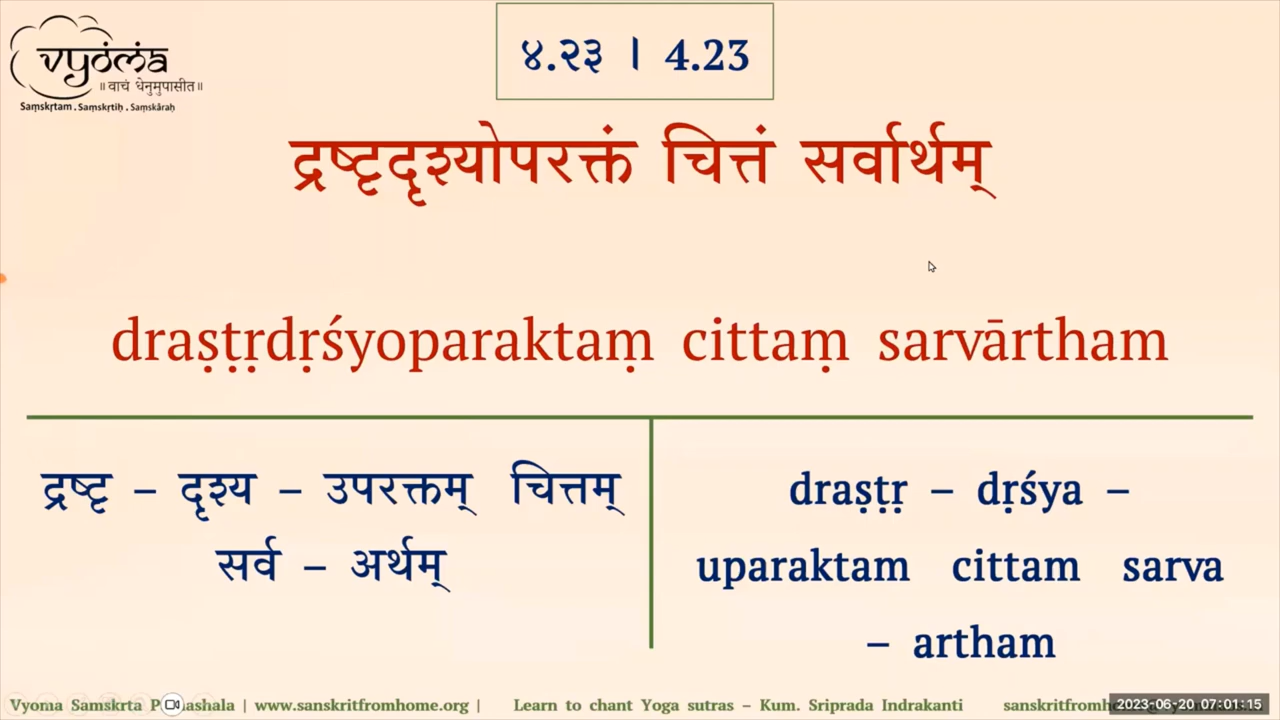 vyoma
॥ वाचं धेनुमुपासीत ॥
Saṃskṛtam . Saṃskṛtiḥ . Saṃskāraḥ
४.२३ । 4.23
द्रष्टृदृश्योपरक्तं चित्तं सर्वार्थम्
draṣṭṛdṛśyoparaktaṃ cittaṃ sarvārtham
द्रष्टृ – दृश्य – उपरक्तम् चित्तम्
सर्व – अर्थम्
draṣṭṛ – dṛśya –
uparaktam cittam sarva
– artham
Vyoma Samskrta | www.sanskritfromhome.org | Learn to chant Yoga sutras – Kum. Sriprada Indrakanti
2023-06-20 07:01:15